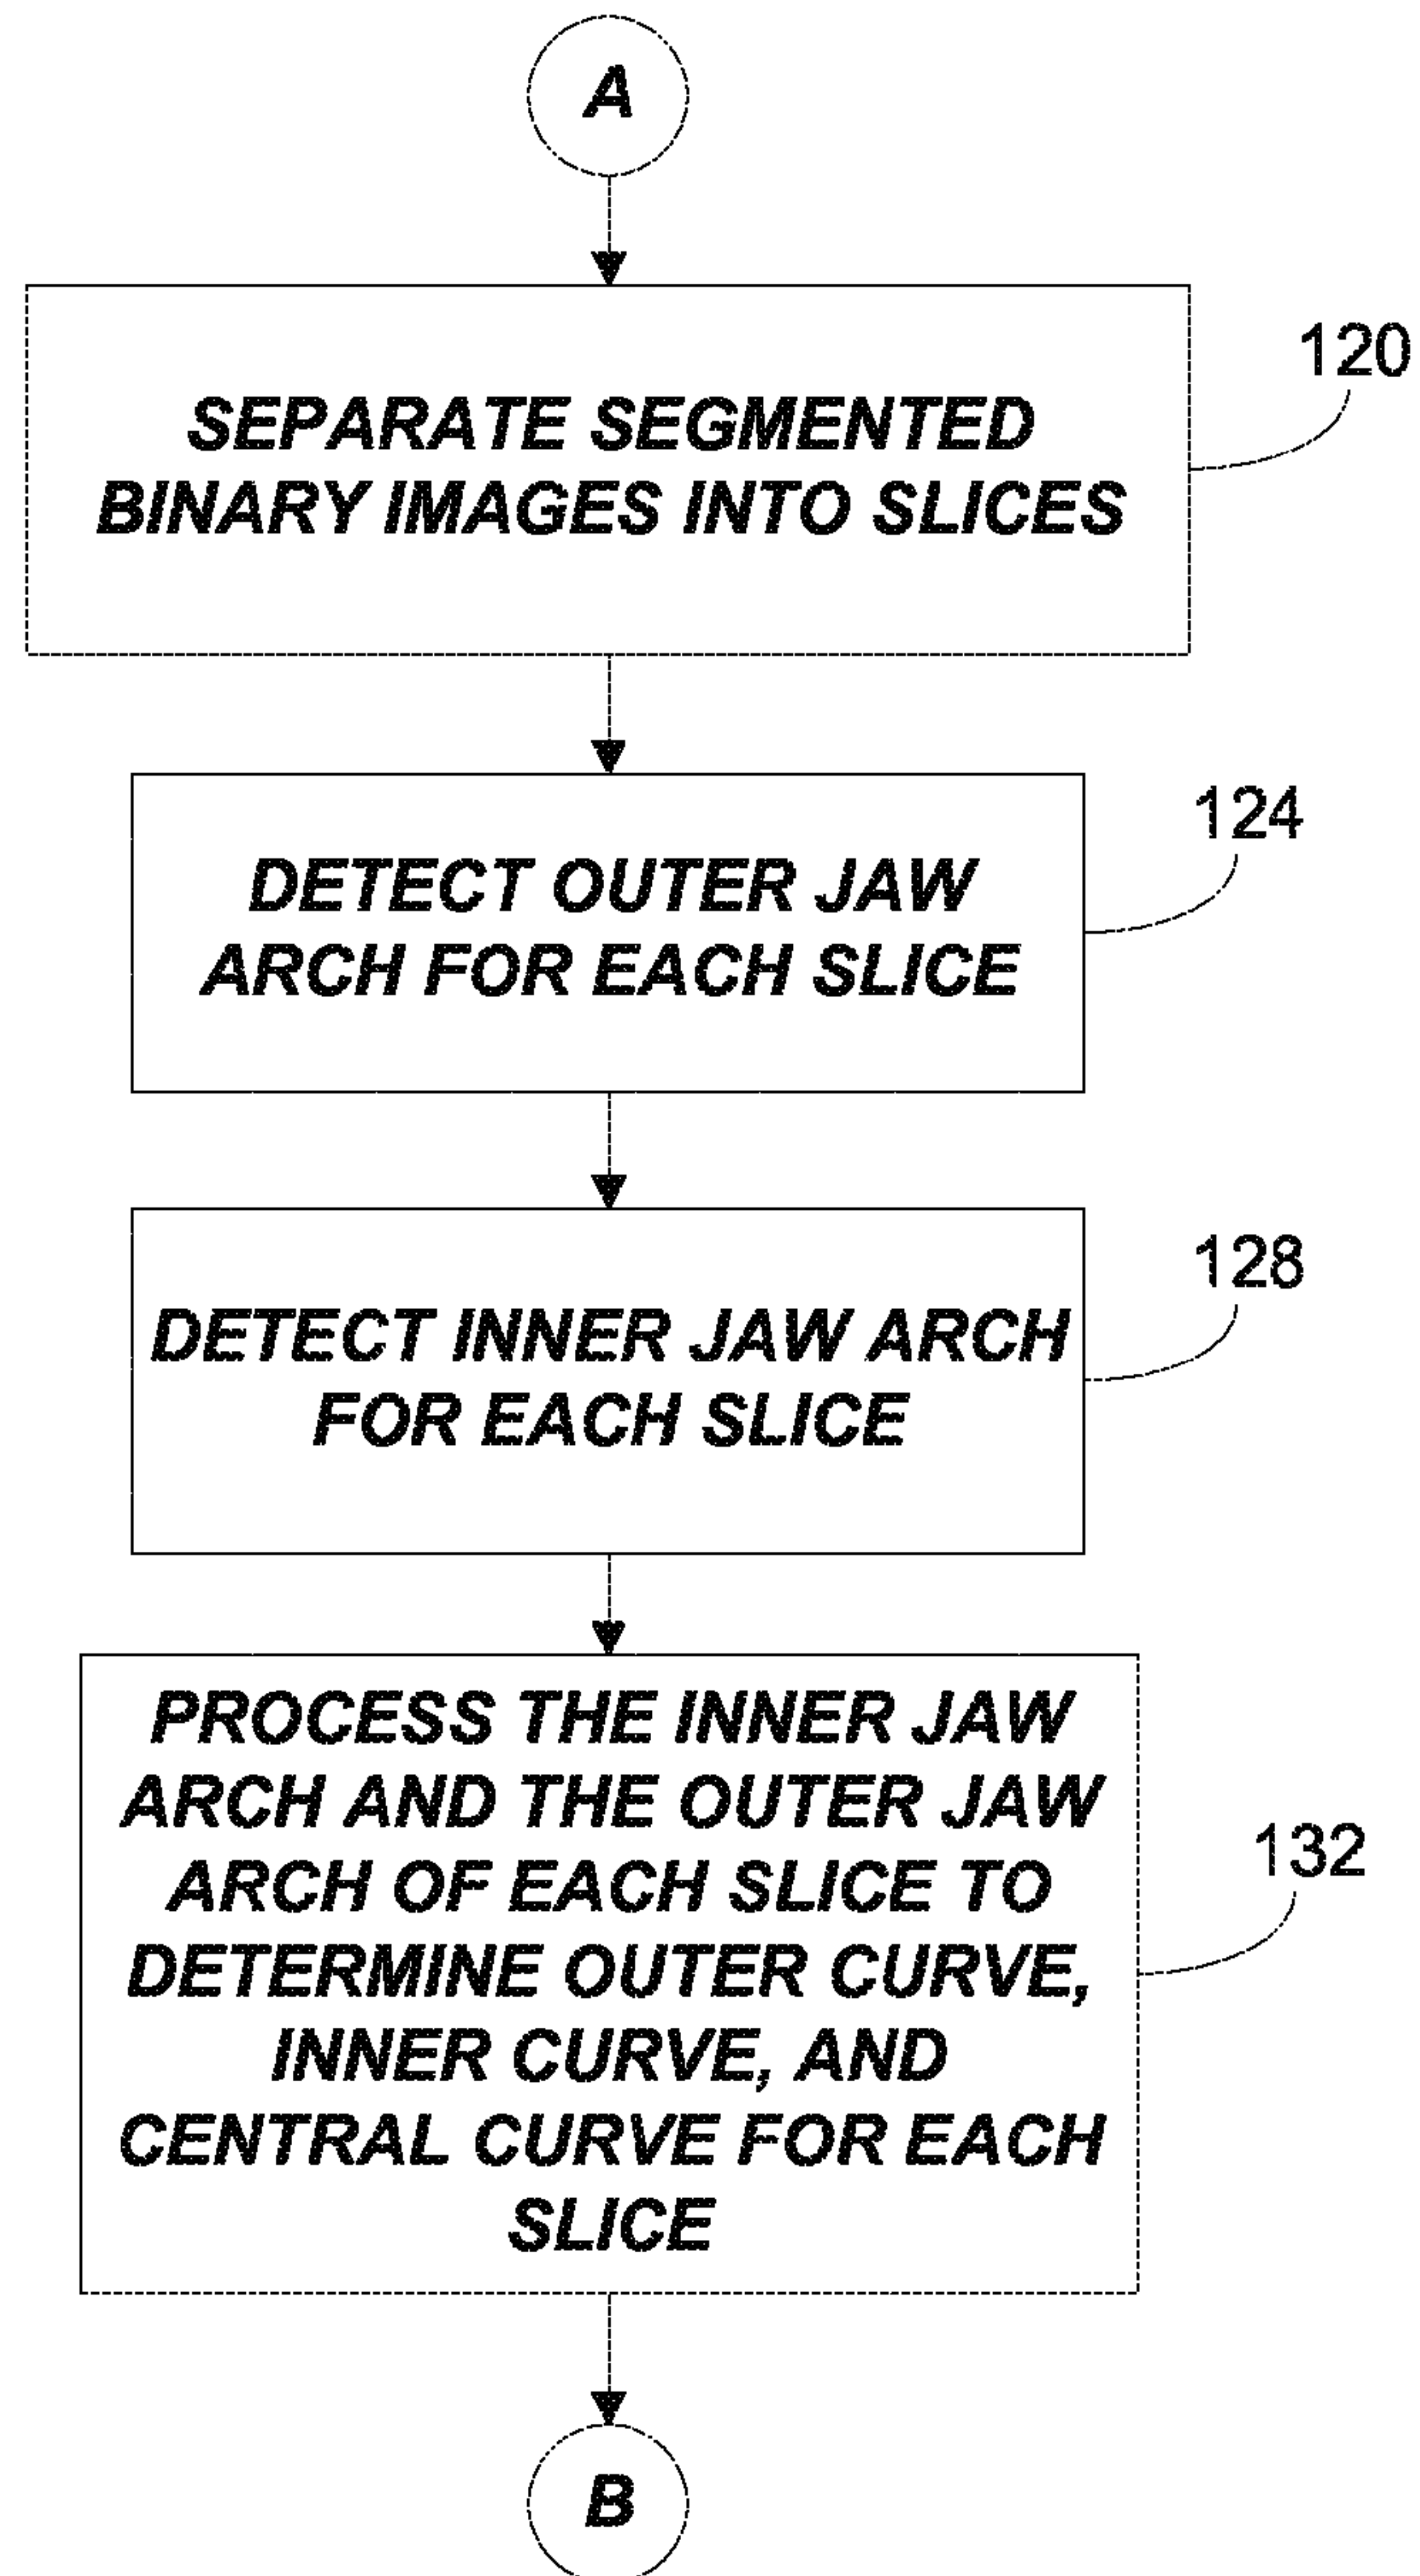 A
SEPARATE SEGMENTED
BINARY IMAGES INTO SLICES
120
DETECT OUTER JAW
ARCH FOR EACH SLICE
124
DETECT INNER JAW ARCH
FOR EACH SLICE
128
PROCESS THE INNER JAW
ARCH AND THE OUTER JAW
ARCH OF EACH SLICE TO
DETERMINE OUTER CURVE,
INNER CURVE, AND
CENTRAL CURVE FOR EACH
SLICE
132
B